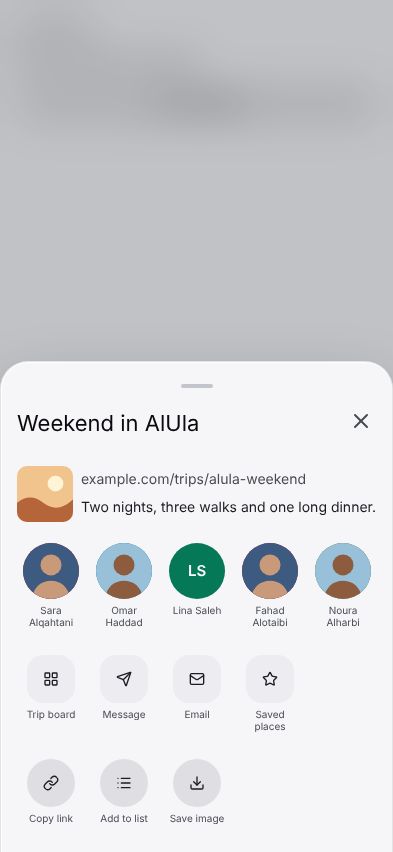 Weekend in AlUla
example.com/trips/alula-weekend
Two nights, three walks and one long dinner.
LS
Sara
Alqahtani
Omar
Haddad
Lina Saleh
Fahad
Alotaibi
Noura
Alharbi
Trip board
Message
Email
Saved
places
Copy link
Add to list
Save image